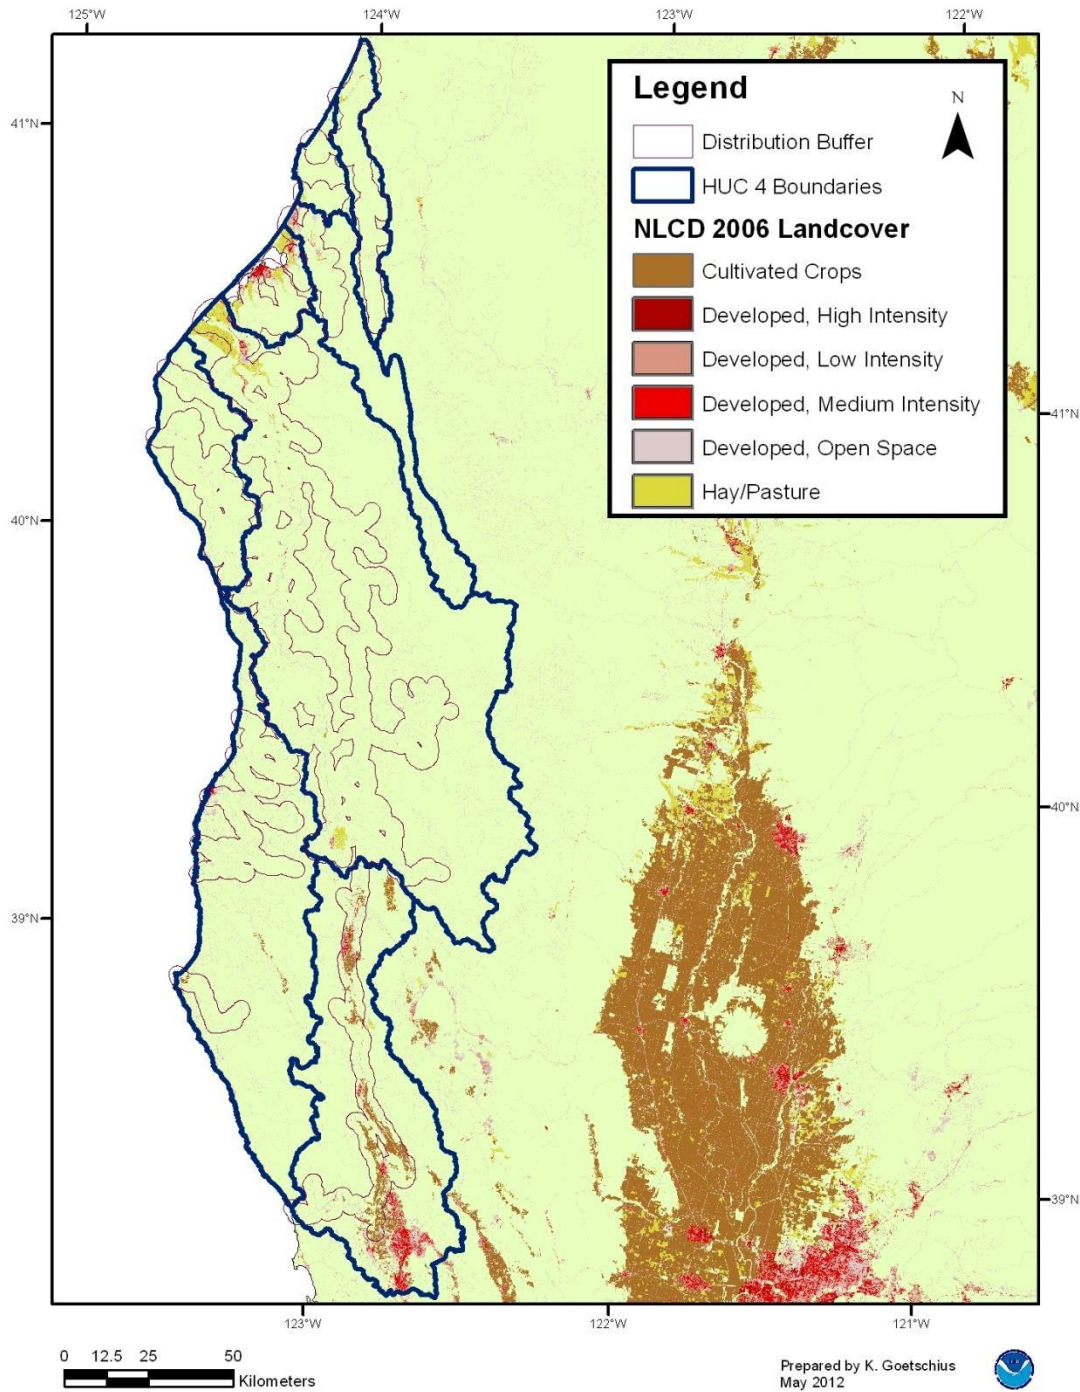 125°W 124°W 123°W 122°W
Legend
N
41°N
Distribution Buffer
HUC 4 Boundaries
NLCD 2006 Landcover
Cultivated Crops
Developed, High Intensity
Developed, Low Intensity
Developed, Medium Intensity
41°N
Developed, Open Space
Hay/Pasture
40°N
40°N
39°N
39°N
123°W 122°W 121°W
0 12.5 25 50
Kilometers
Prepared by K. Goetschius
May 2012